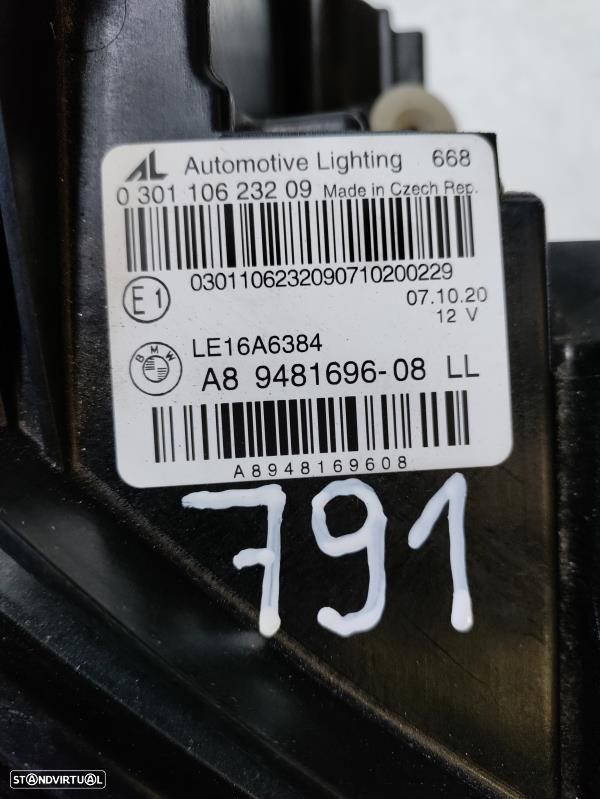 AL Automotive Lighting 668
0 301 106 232 09 Made in Czech Rep.
0301106232090710200229
E1
07.10.20
12 V
BMW
LE16A6384
A8 9481696-08 LL
A8948169608
791
STANDVIRTUAL